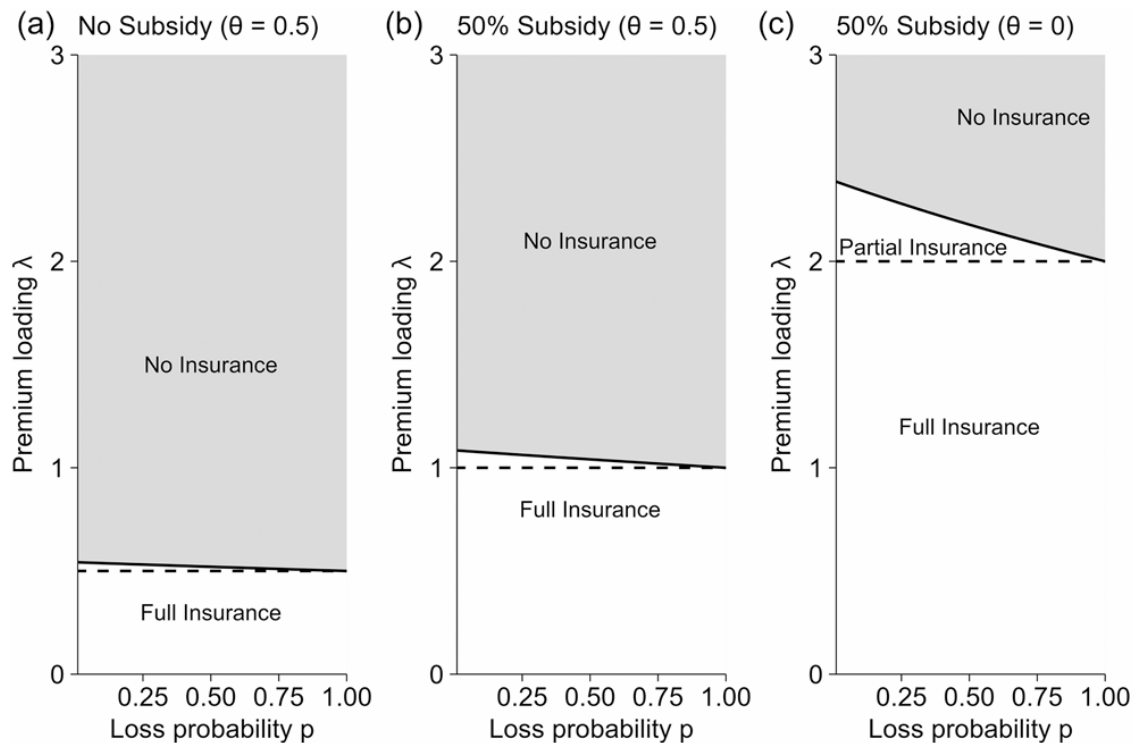 (a) No Subsidy (θ = 0.5)
3
2
1
0
Premium loading λ
No Insurance
Full Insurance
0.25 0.50 0.75 1.00
Loss probability p
(b) 50% Subsidy (θ = 0.5)
3
2
1
0
Premium loading λ
No Insurance
Full Insurance
0.25 0.50 0.75 1.00
Loss probability p
(c) 50% Subsidy (θ = 0)
3
2
1
0
Premium loading λ
No Insurance
Partial Insurance
Full Insurance
0.25 0.50 0.75 1.00
Loss probability p